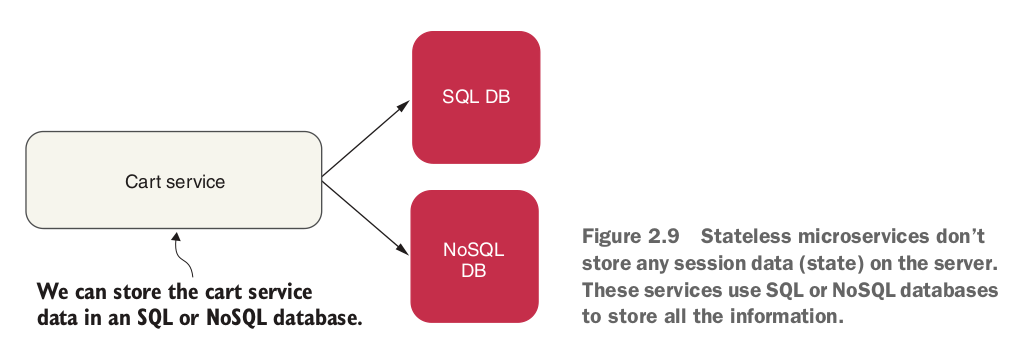 SQL DB
Cart service
NoSQL
DB
We can store the cart service
data in an SQL or NoSQL database.
Figure 2.9 Stateless microservices don’t
store any session data (state) on the server.
These services use SQL or NoSQL databases
to store all the information.